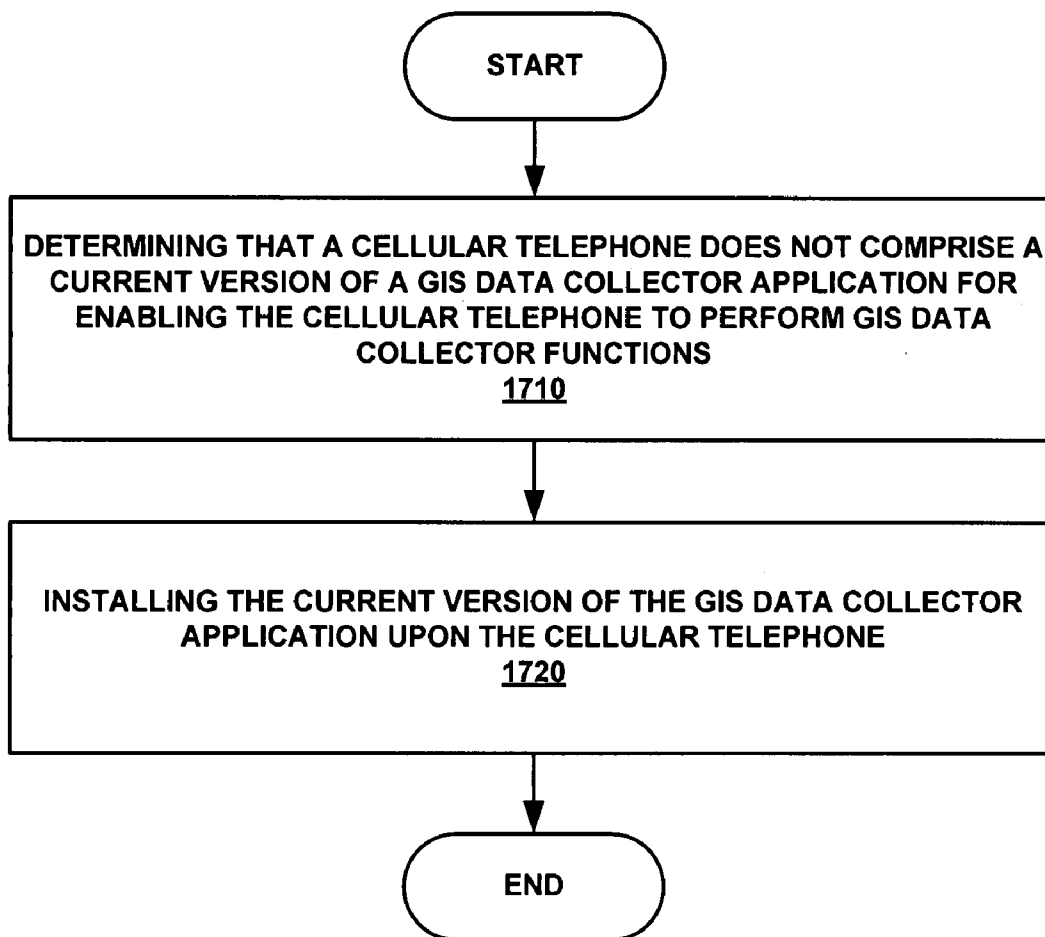 START
DETERMINING THAT A CELLULAR TELEPHONE DOES NOT COMPRISE A
CURRENT VERSION OF A GIS DATA COLLECTOR APPLICATION FOR
ENABLING THE CELLULAR TELEPHONE TO PERFORM GIS DATA
COLLECTOR FUNCTIONS
1710
INSTALLING THE CURRENT VERSION OF THE GIS DATA COLLECTOR
APPLICATION UPON THE CELLULAR TELEPHONE
1720
END